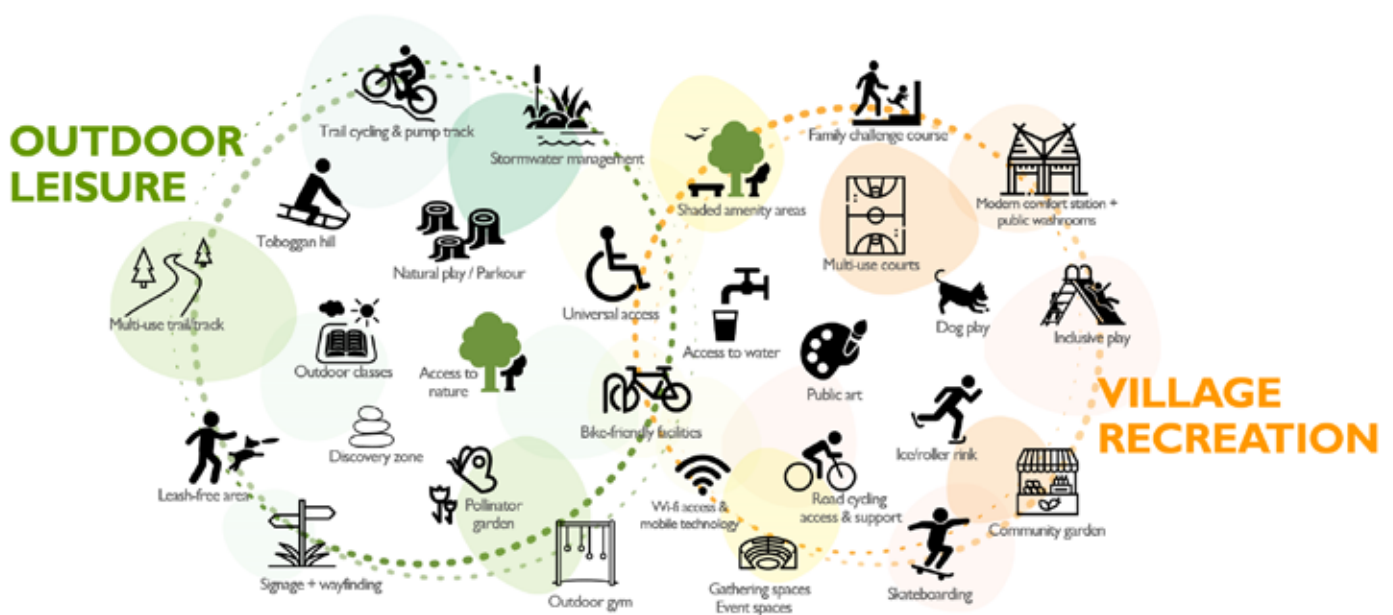 OUTDOOR
LEISURE
Trail cycling & pump track
Stormwater management
Toboggan hill
Natural play / Parkour
Multi-use trail/track
Outdoor classes
Access to
nature
Universal access
Bike-friendly facilities
Leash-free area
Discovery zone
Pollinator
garden
Signage + wayfinding
Outdoor gym
Shaded amenity areas
Family challenge course
Modern comfort station +
public washrooms
Multi-use courts
Access to water
Dog play
Inclusive play
Public art
VILLAGE
RECREATION
Ice/roller rink
Wi-fi access &
mobile technology
Road cycling
access & support
Community garden
Gathering spaces
Event spaces
Skateboarding